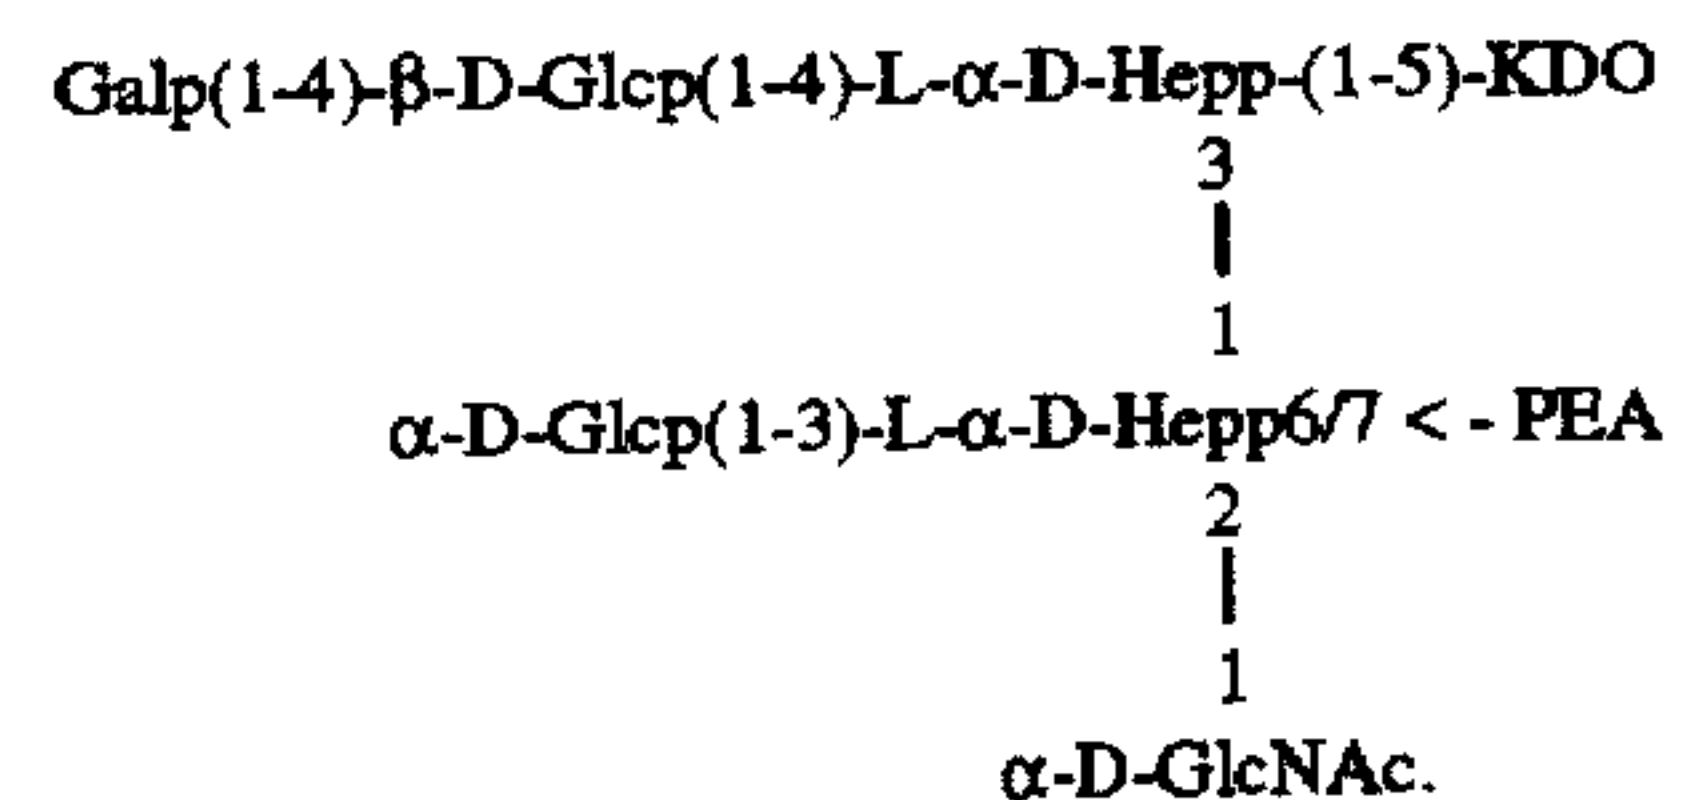 Galp(1-4)-β-D-Glcp(1-4)-L-α-D-Hepp-(1-5)-KDO
3
1
α-D-Glcp(1-3)-L-α-D-Hepp6/7 < - PEA
2
1
α-D-GlcNAc.